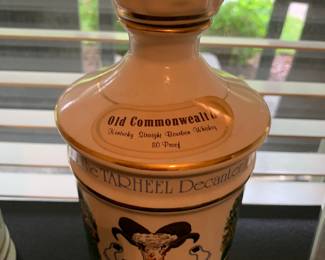 Old Commonwealth
Kentucky Straight Bourbon Whiskey
80 Proof
The TARHEEL Decanter